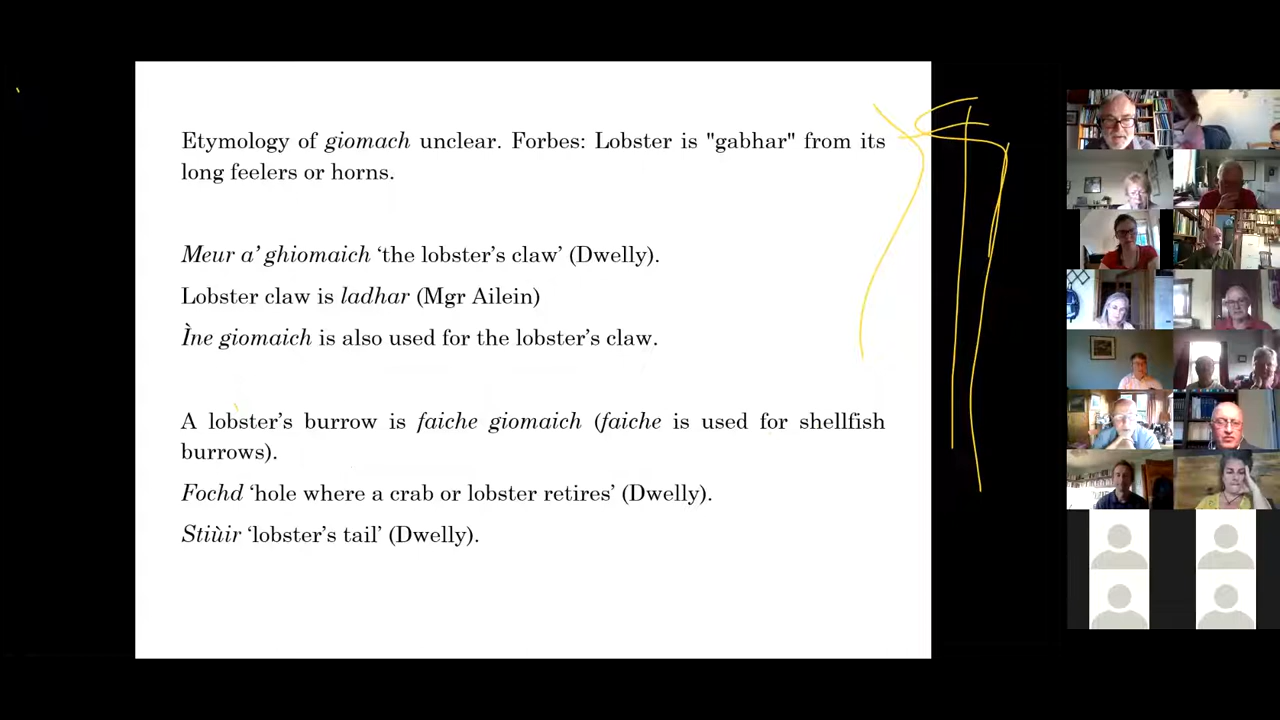 Etymology of giomach unclear. Forbes: Lobster is "gabhar" from its
long feelers or horns.
Meur a’ ghiomaich ‘the lobster’s claw’ (Dwelly).
Lobster claw is ladhar (Mgr Ailein)
Ìne giomaich is also used for the lobster’s claw.
A lobster’s burrow is faiche giomaich (faiche is used for shellfish
burrows).
Fochd ‘hole where a crab or lobster retires’ (Dwelly).
Stiùir ‘lobster’s tail’ (Dwelly).